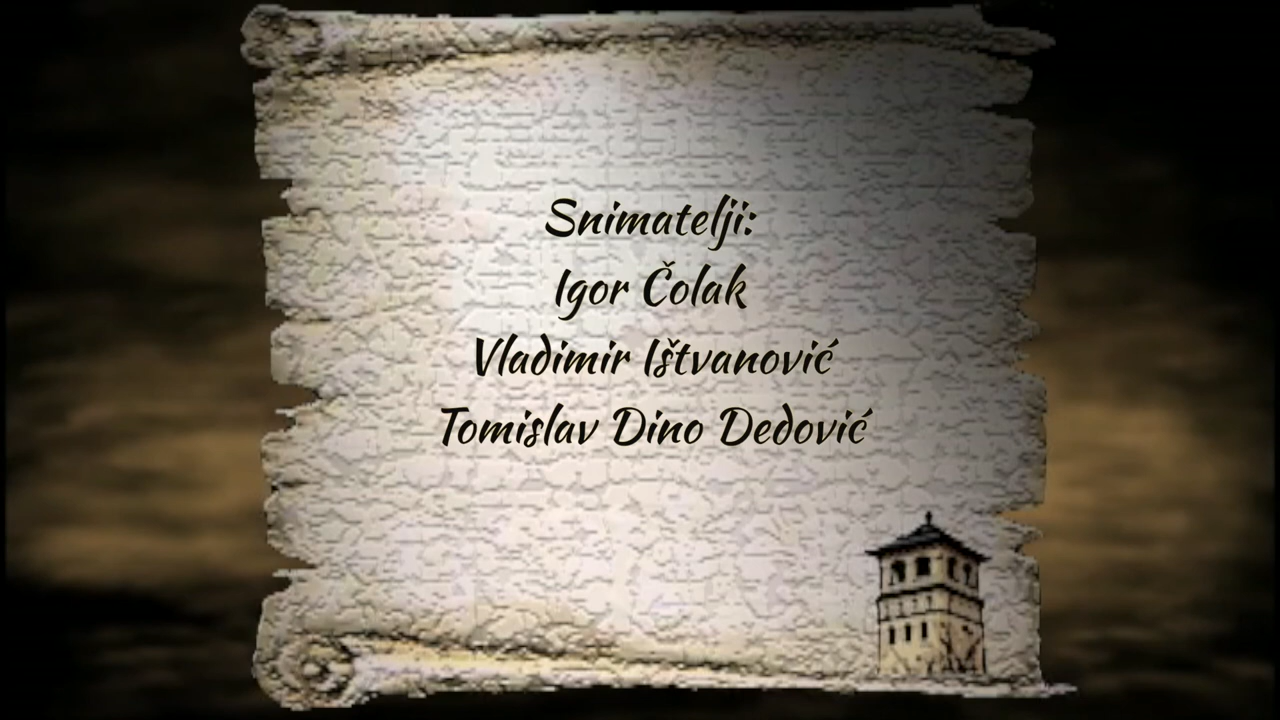 Snimatelji:
Igor Čolak
Vladimir Ištvanović
Tomislav Dino Dedović